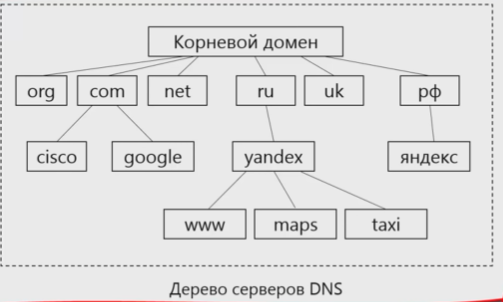 Корневой домен
org com net ru uk рф
cisco google yandex яндекс
www maps taxi
Дерево серверов DNS